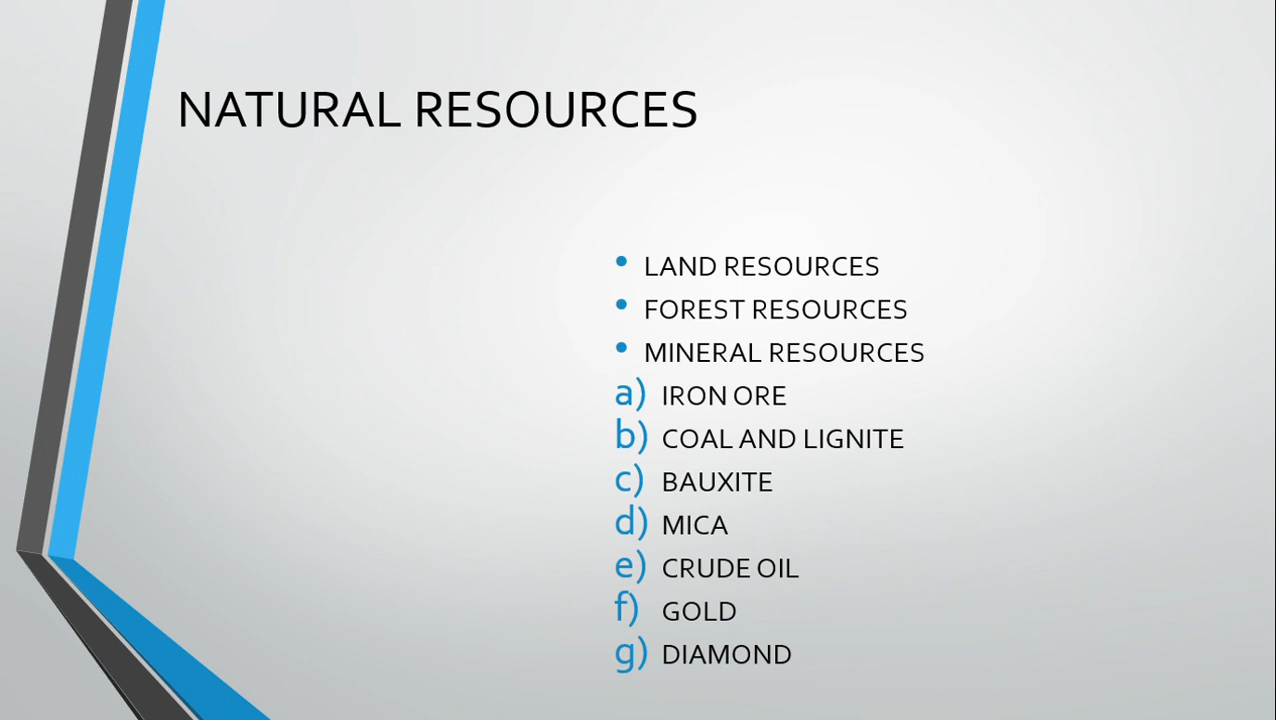 NATURAL RESOURCES
• LAND RESOURCES
• FOREST RESOURCES
• MINERAL RESOURCES
a) IRON ORE
b) COAL AND LIGNITE
c) BAUXITE
d) MICA
e) CRUDE OIL
f) GOLD
g) DIAMOND